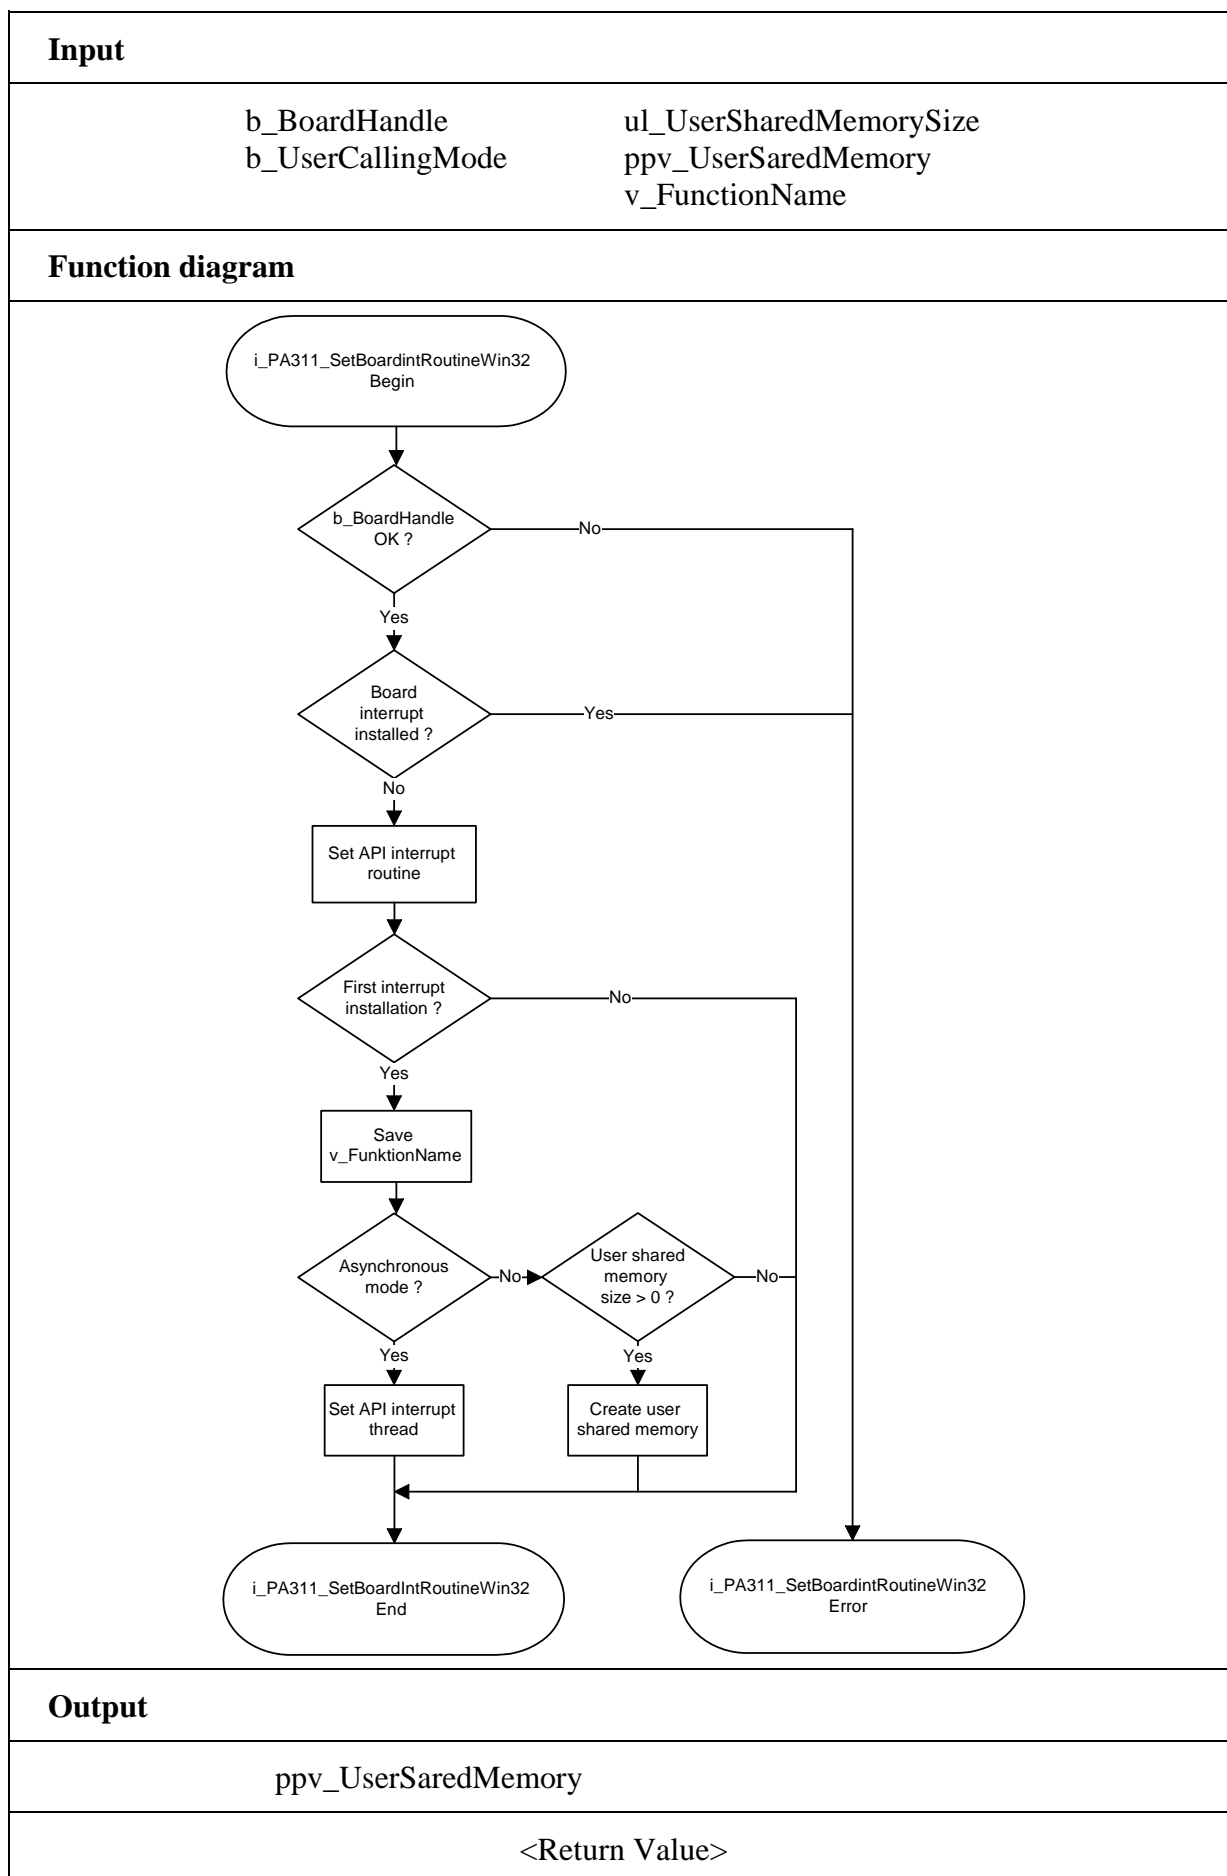 Input
b_BoardHandle ul_UserSharedMemorySize
b_UserCallingMode ppv_UserSaredMemory
v_FunctionName
Function diagram
i_PA311_SetBoardintRoutineWin32
Begin
b_BoardHandle
OK ?
No
Yes
Board
interrupt
installed ?
Yes
No
Set API interrupt
routine
First interrupt
installation ?
No
Yes
Save
v_FunktionName
Asynchronous
mode ?
No
User shared
memory
size > 0 ?
No
Yes
Yes
Set API interrupt
thread
Create user
shared memory
i_PA311_SetBoardIntRoutineWin32
End
i_PA311_SetBoardintRoutineWin32
Error
Output
ppv_UserSaredMemory
<Return Value>